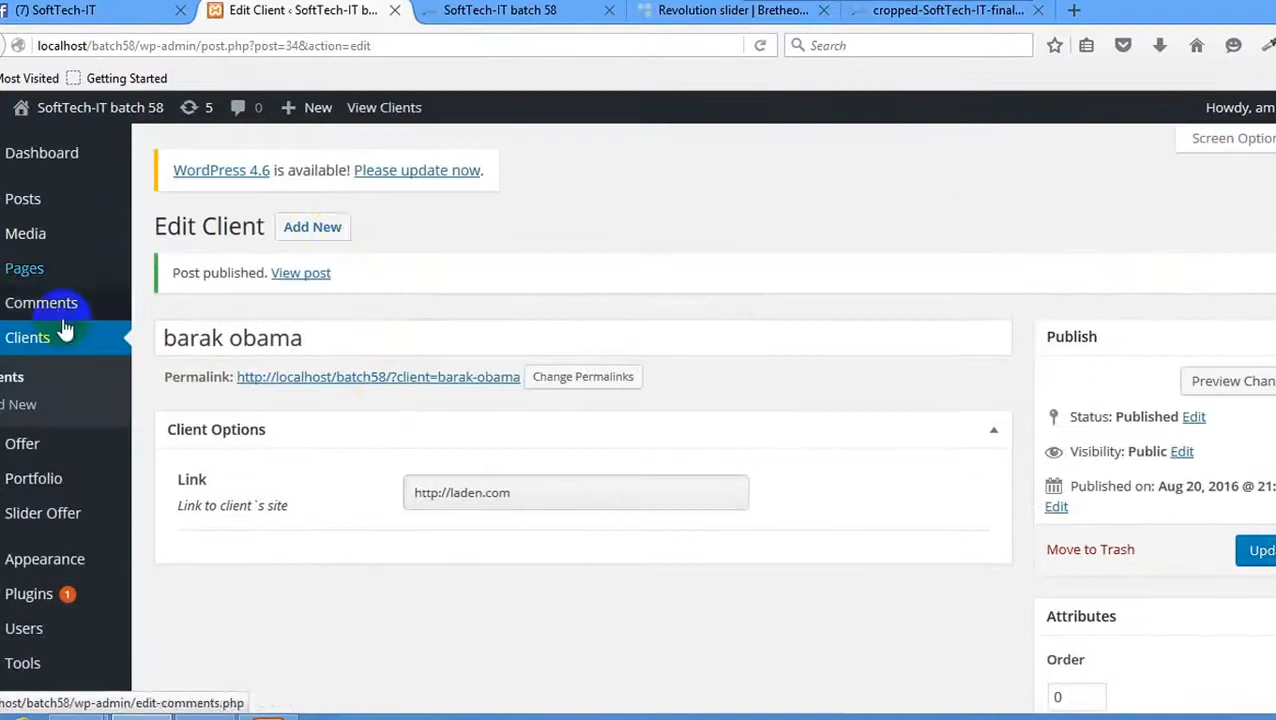 (7) SoftTech-IT
Edit Client ‹ SoftTech-IT b...
SoftTech-IT batch 58
Revolution slider | Bretheo...
cropped-SoftTech-IT-final...
localhost/batch58/wp-admin/post.php?post=34&action=edit
Search
Most Visited
Getting Started
SoftTech-IT batch 58
5
0
New
View Clients
Howdy, am
Screen Optio
Dashboard
Posts
Media
Pages
Comments
Clients
ents
d New
Offer
Portfolio
Slider Offer
Appearance
Plugins 1
Users
Tools
WordPress 4.6 is available! Please update now.
Edit Client Add New
Post published. View post
barak obama
Permalink: http://localhost/batch58/?client=barak-obama Change Permalinks
Client Options
Link
Link to client`s site
http://laden.com
Publish
Preview Chan
Status: Published Edit
Visibility: Public Edit
Published on: Aug 20, 2016 @ 21:
Edit
Move to Trash
Upd
Attributes
Order
0
host/batch58/wp-admin/edit-comments.php